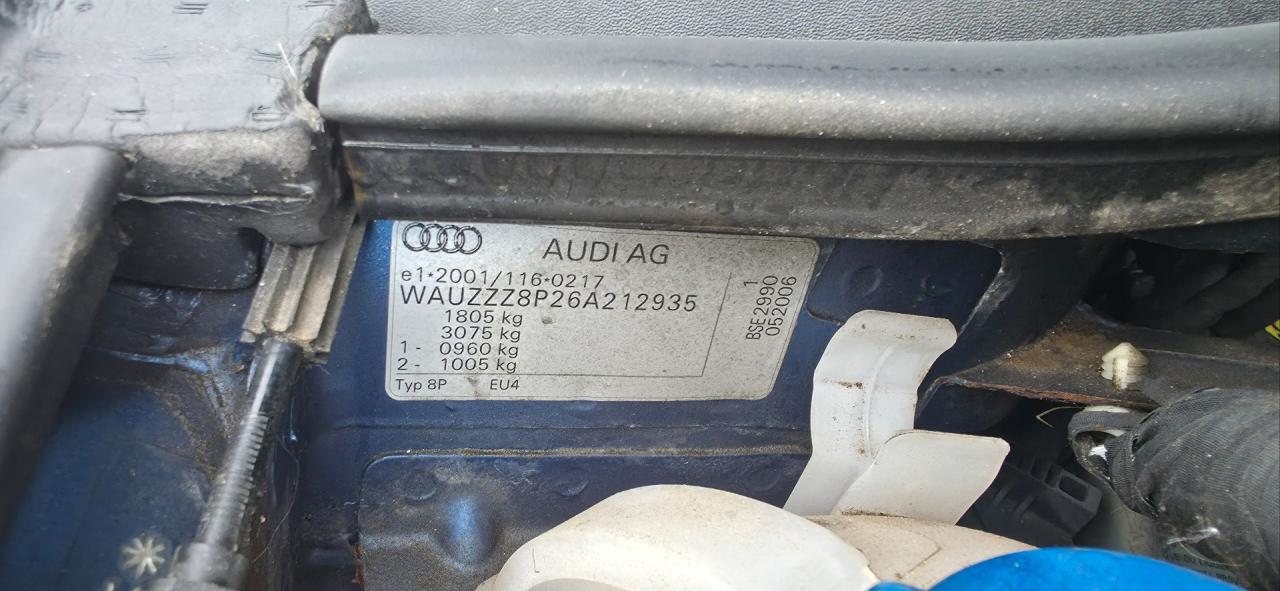 AUDI AG
e1*2001/116*0217
WAUZZZ8P26A212935
1805 kg
3075 kg
1 - 0960 kg
2 - 1005 kg
Typ 8P EU4
1
BSE2990
052006